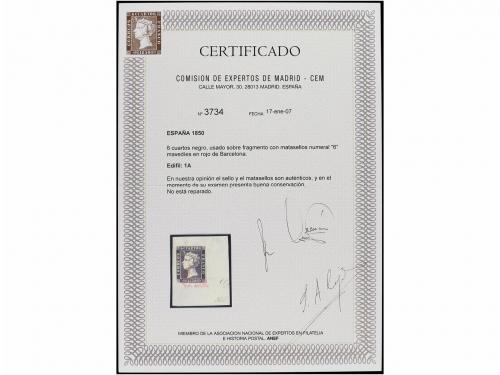 CERTIFICADO
COMISION DE EXPERTOS DE MADRID - CEM
CALLE MAYOR, 30, 28013 MADRID. ESPAÑA
Nº 3734 FECHA: 17-ene-07
ESPAÑA 1850
6 cuartos negro, usado sobre fragmento con matasellos numeral "6"
mavedíes en rojo de Barcelona.
Edifil: 1A
En nuestra opinión el sello y el matasellos son auténticos, y en el
momento de su examen presenta buena conservación.
No está reparado.
MIEMBRO DE LA ASOCIACION NACIONAL DE EXPERTOS EN FILATELIA
E HISTORIA POSTAL. ANEF